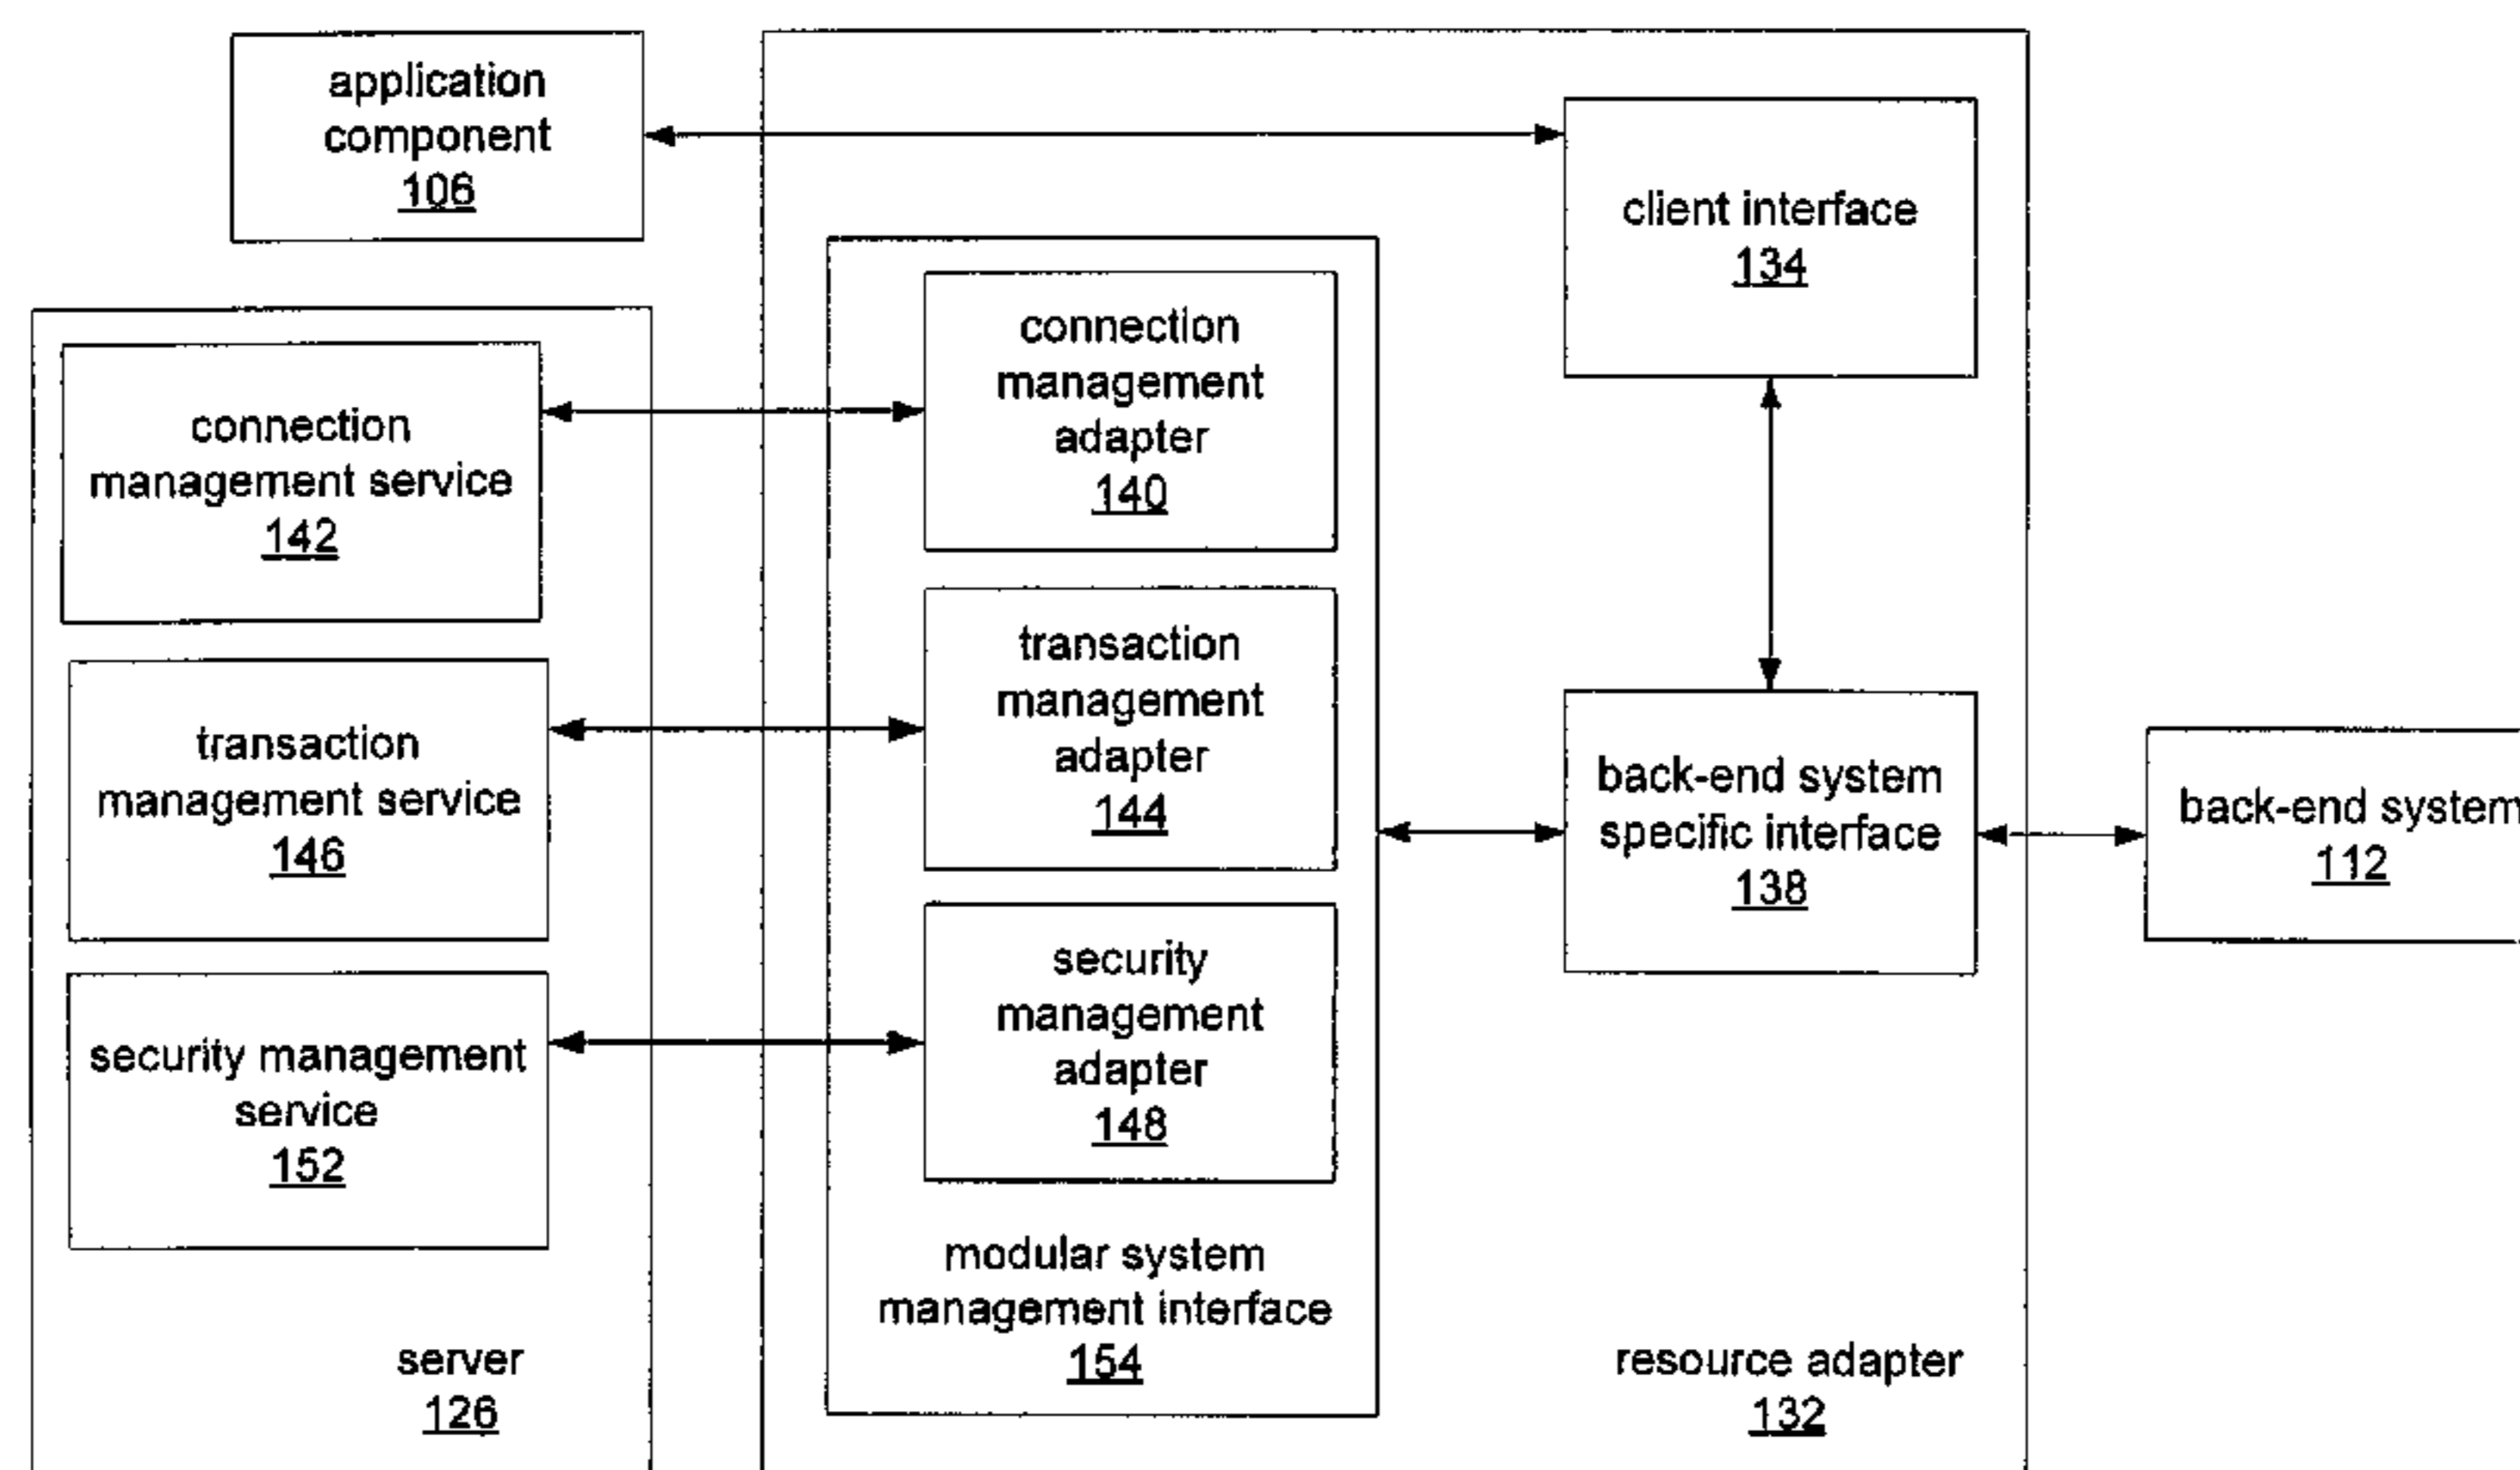 application
component
106
client interface
134
connection
management
adapter
140
connection
management service
142
transaction
management
adapter
144
transaction
management service
146
back-end system
specific interface
138
back-end system
112
security
management
adapter
148
security management
service
152
modular system
management interface
154
server
126
resource adapter
132